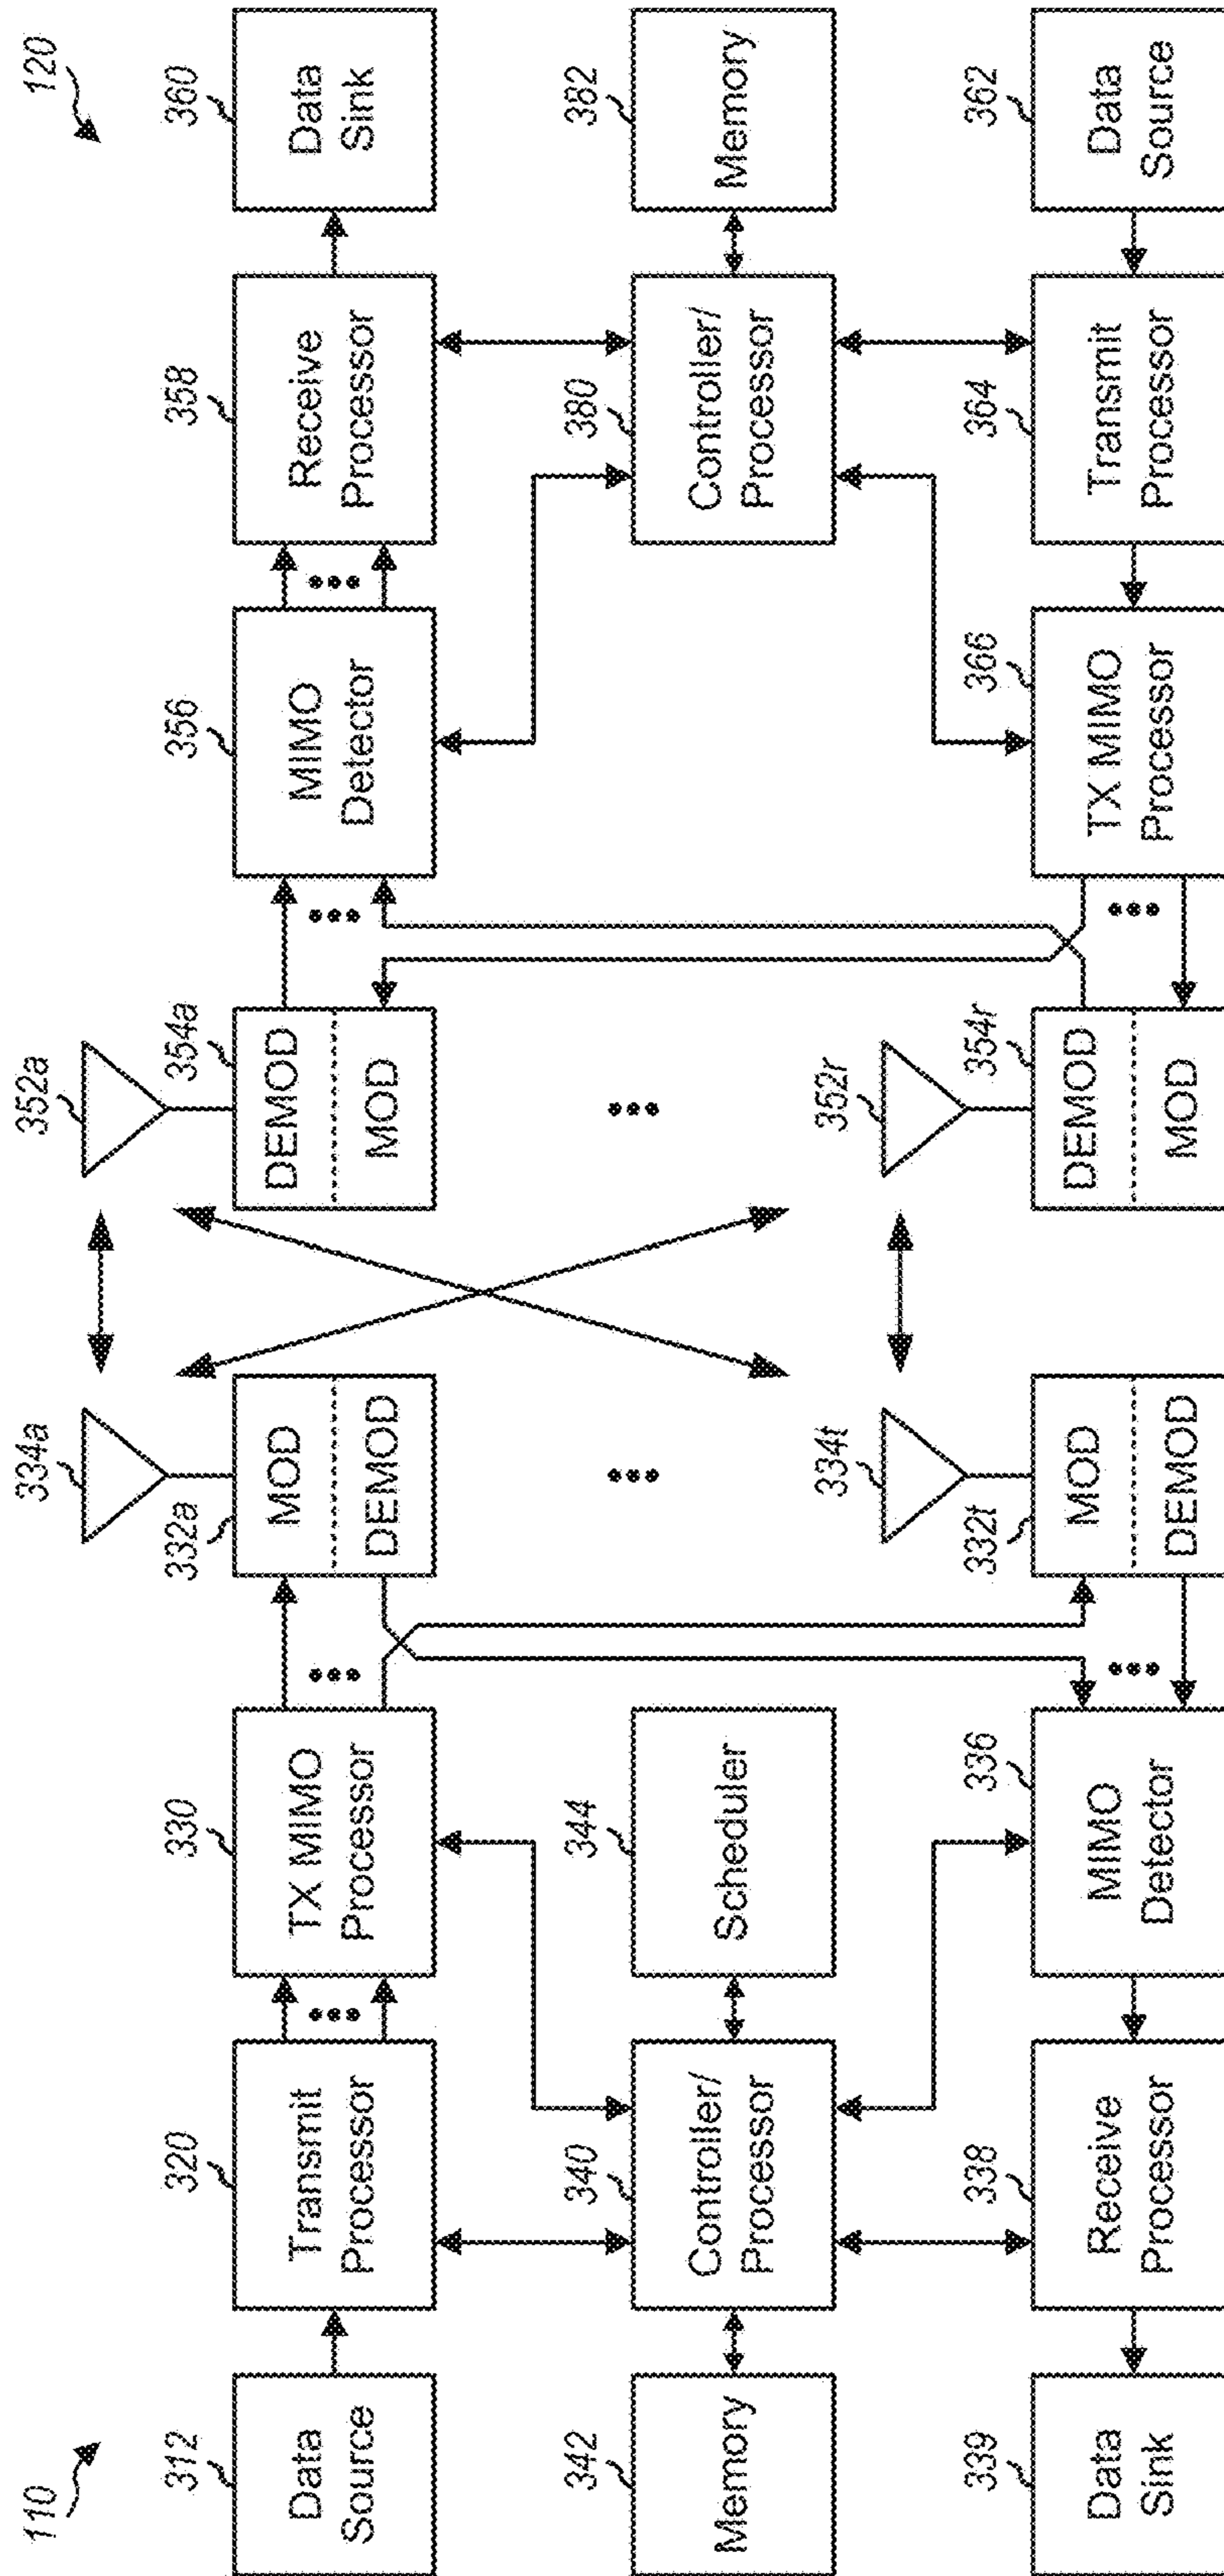 110
120
312
Data
Source
320
Transmit
Processor
330
TX MIMO
Processor
332a
334a
MOD
DEMOD
352a
354a
DEMOD
MOD
356
MIMO
Detector
358
Receive
Processor
360
Data
Sink
342
Memory
340
Controller/
Processor
344
Scheduler
380
Controller/
Processor
382
Memory
339
Data
Sink
338
Receive
Processor
336
MIMO
Detector
332t
334t
MOD
DEMOD
352r
354r
DEMOD
MOD
366
TX MIMO
Processor
364
Transmit
Processor
362
Data
Source